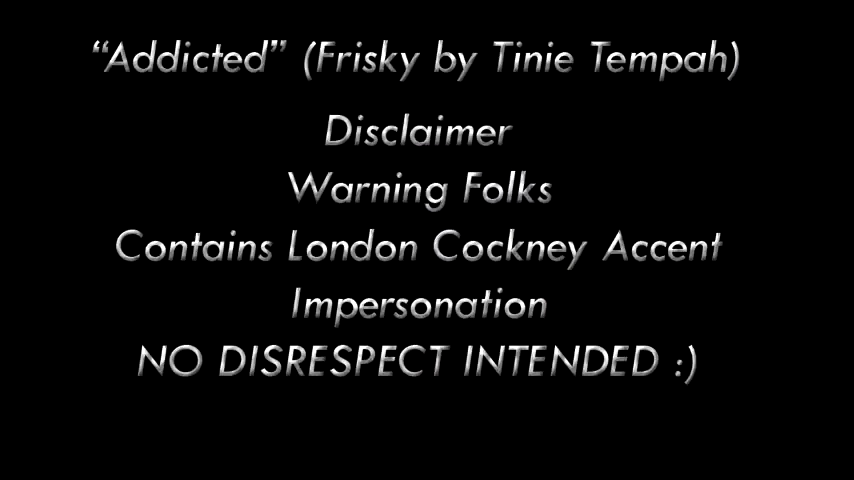 “Addicted” (Frisky by Tinie Tempah)
Disclaimer
Warning Folks
Contains London Cockney Accent
Impersonation
NO DISRESPECT INTENDED :)